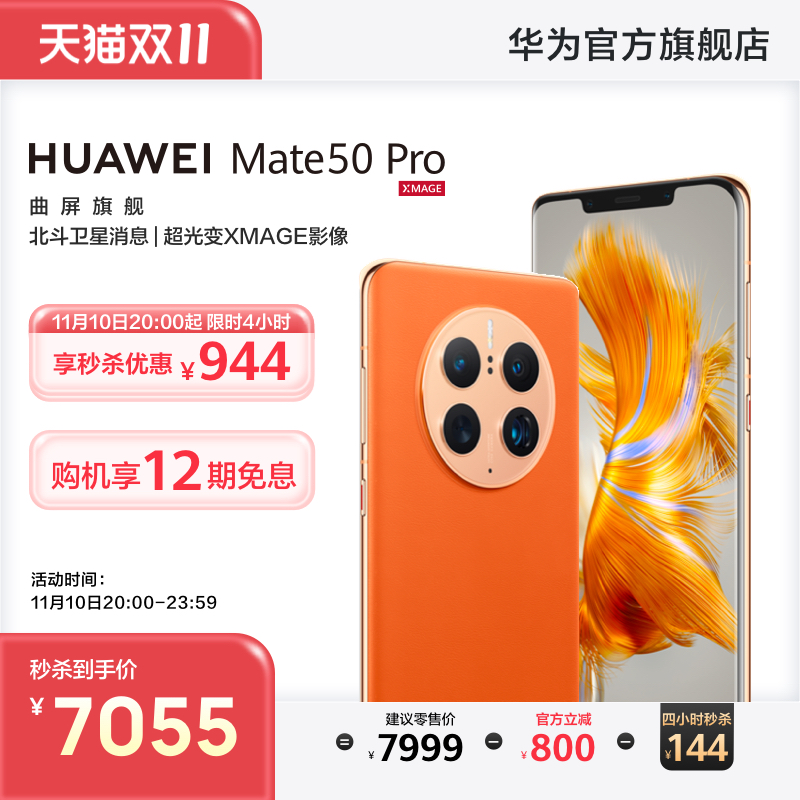 天猫双11
华为官方旗舰店
HUAWEI Mate50 Pro
XMAGE
曲屏旗舰
北斗卫星消息|超光变XMAGE影像
11月10日20:00起 限时4小时
享秒杀优惠 ¥944
购机享12期免息
活动时间：
11月10日20:00-23:59
秒杀到手价
¥7055
建议零售价
= ¥7999
官方立减
- ¥800
四小时秒杀
- ¥144